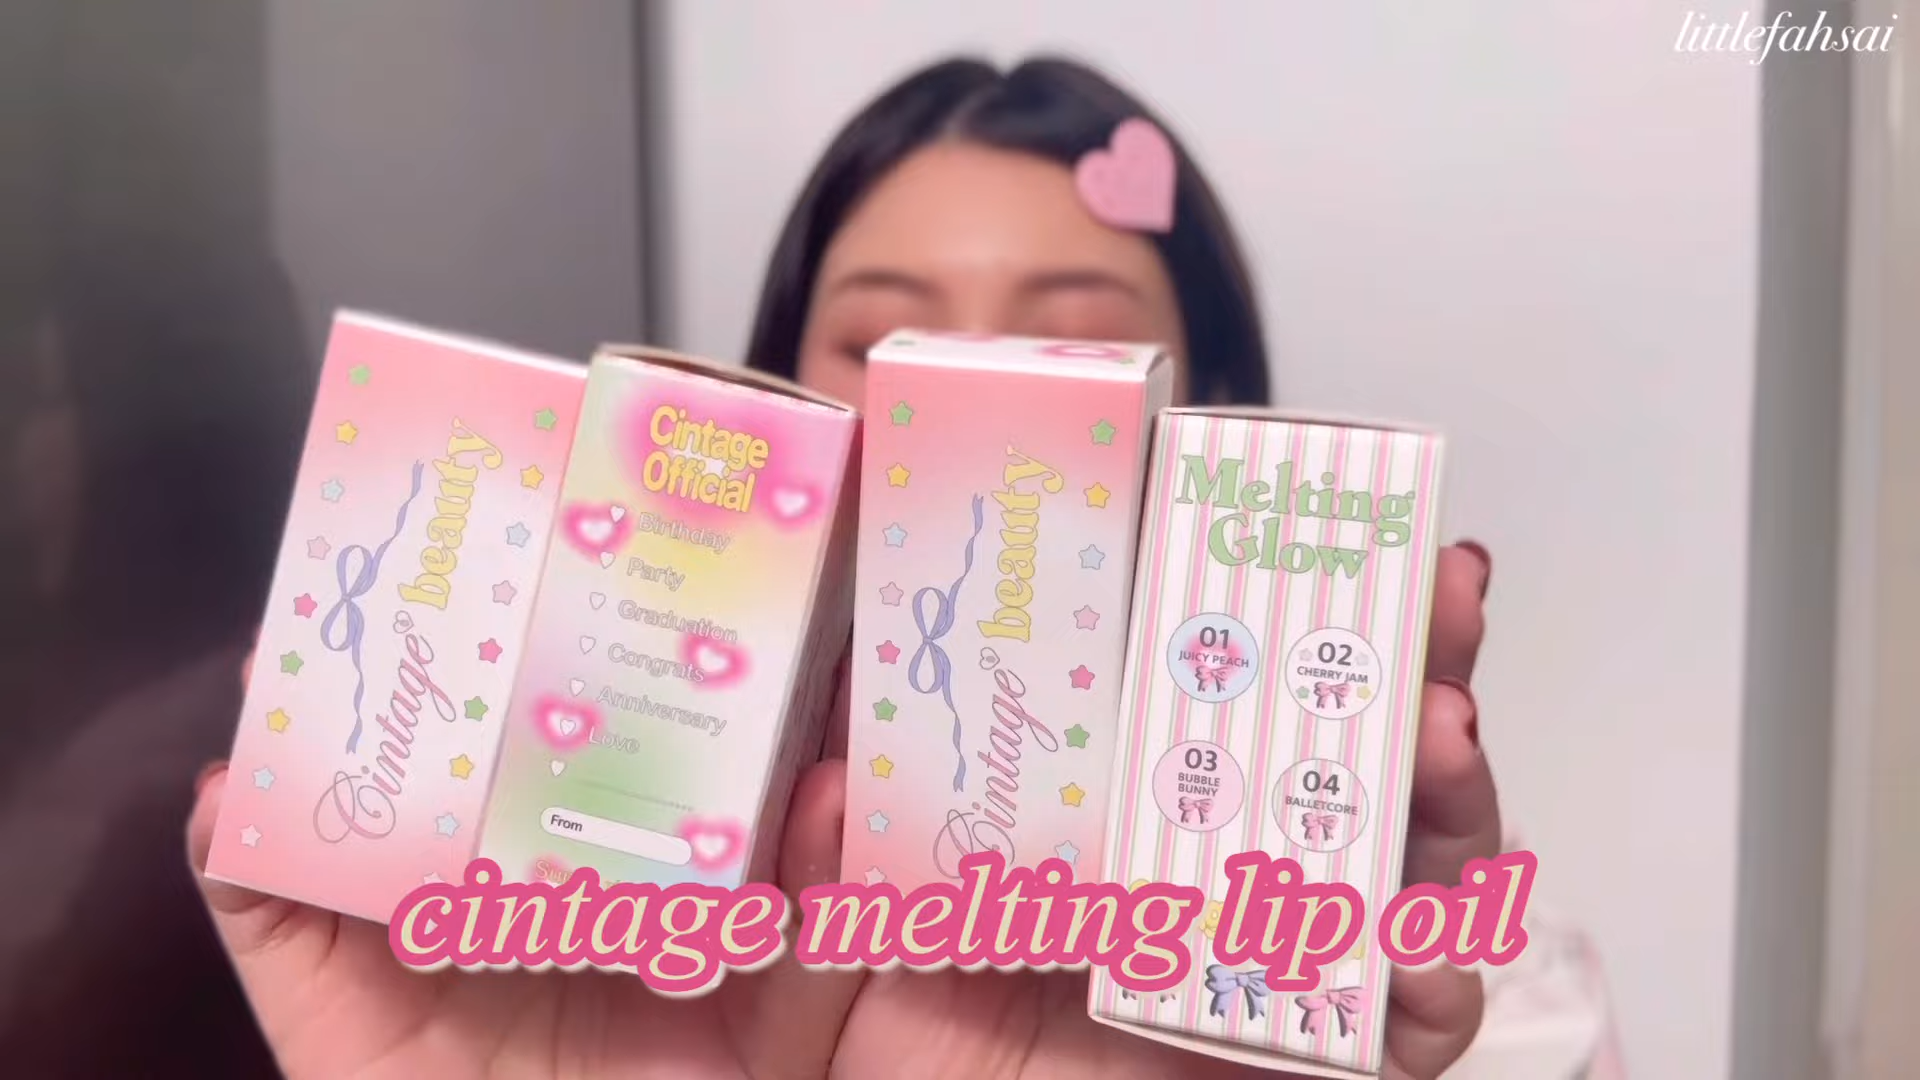 littlefahsai
Cintage beauty
Cintage
Official
Birthday
Party
Graduation
Congrats
Anniversary
Love
From
Cintage beauty
Melting
Glow
01
JUICY PEACH
02
CHERRY JAM
03
BUBBLE
BUNNY
04
BALLETCORE
cintage melting lip oil